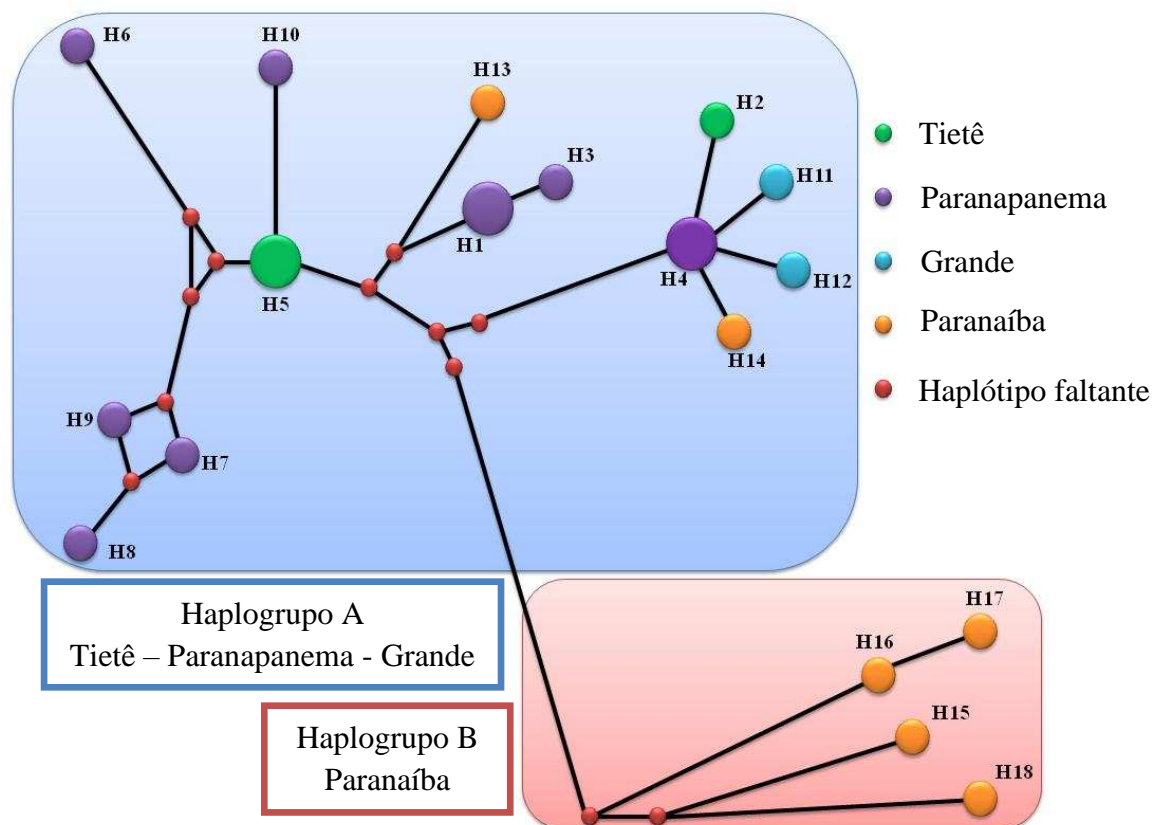 H6
H10
H13
H2
H3
H11
H1
H5
H4
H12
H14
H9
H7
H8
Tietê
Paranapanema
Grande
Paranaíba
Haplótipo faltante
Haplogrupo A
Tietê – Paranapanema - Grande
Haplogrupo B
Paranaíba
H17
H16
H15
H18